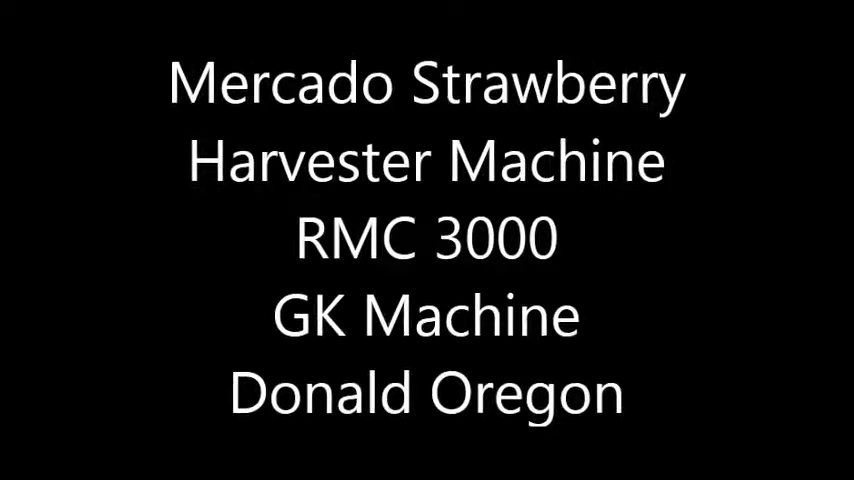 Mercado Strawberry
Harvester Machine
RMC 3000
GK Machine
Donald Oregon